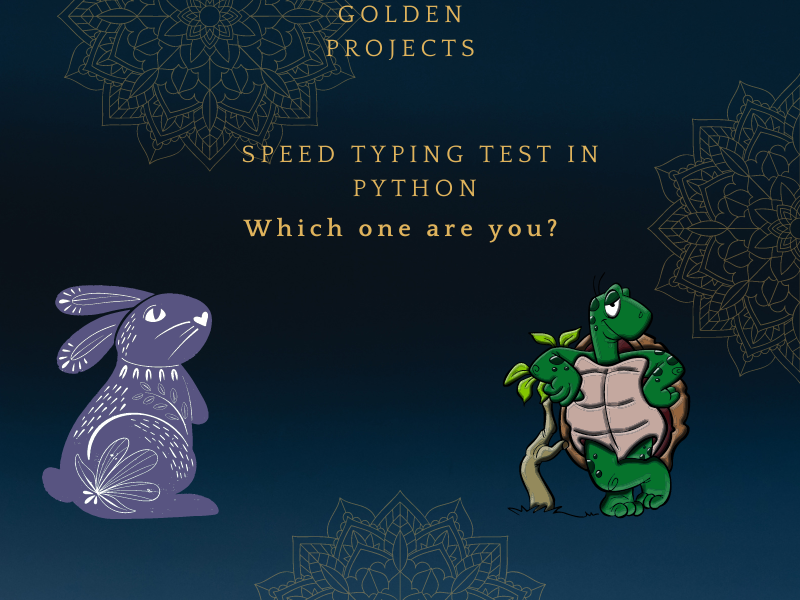 GOLDEN
PROJECTS
SPEED TYPING TEST IN
PYTHON
Which one are you?